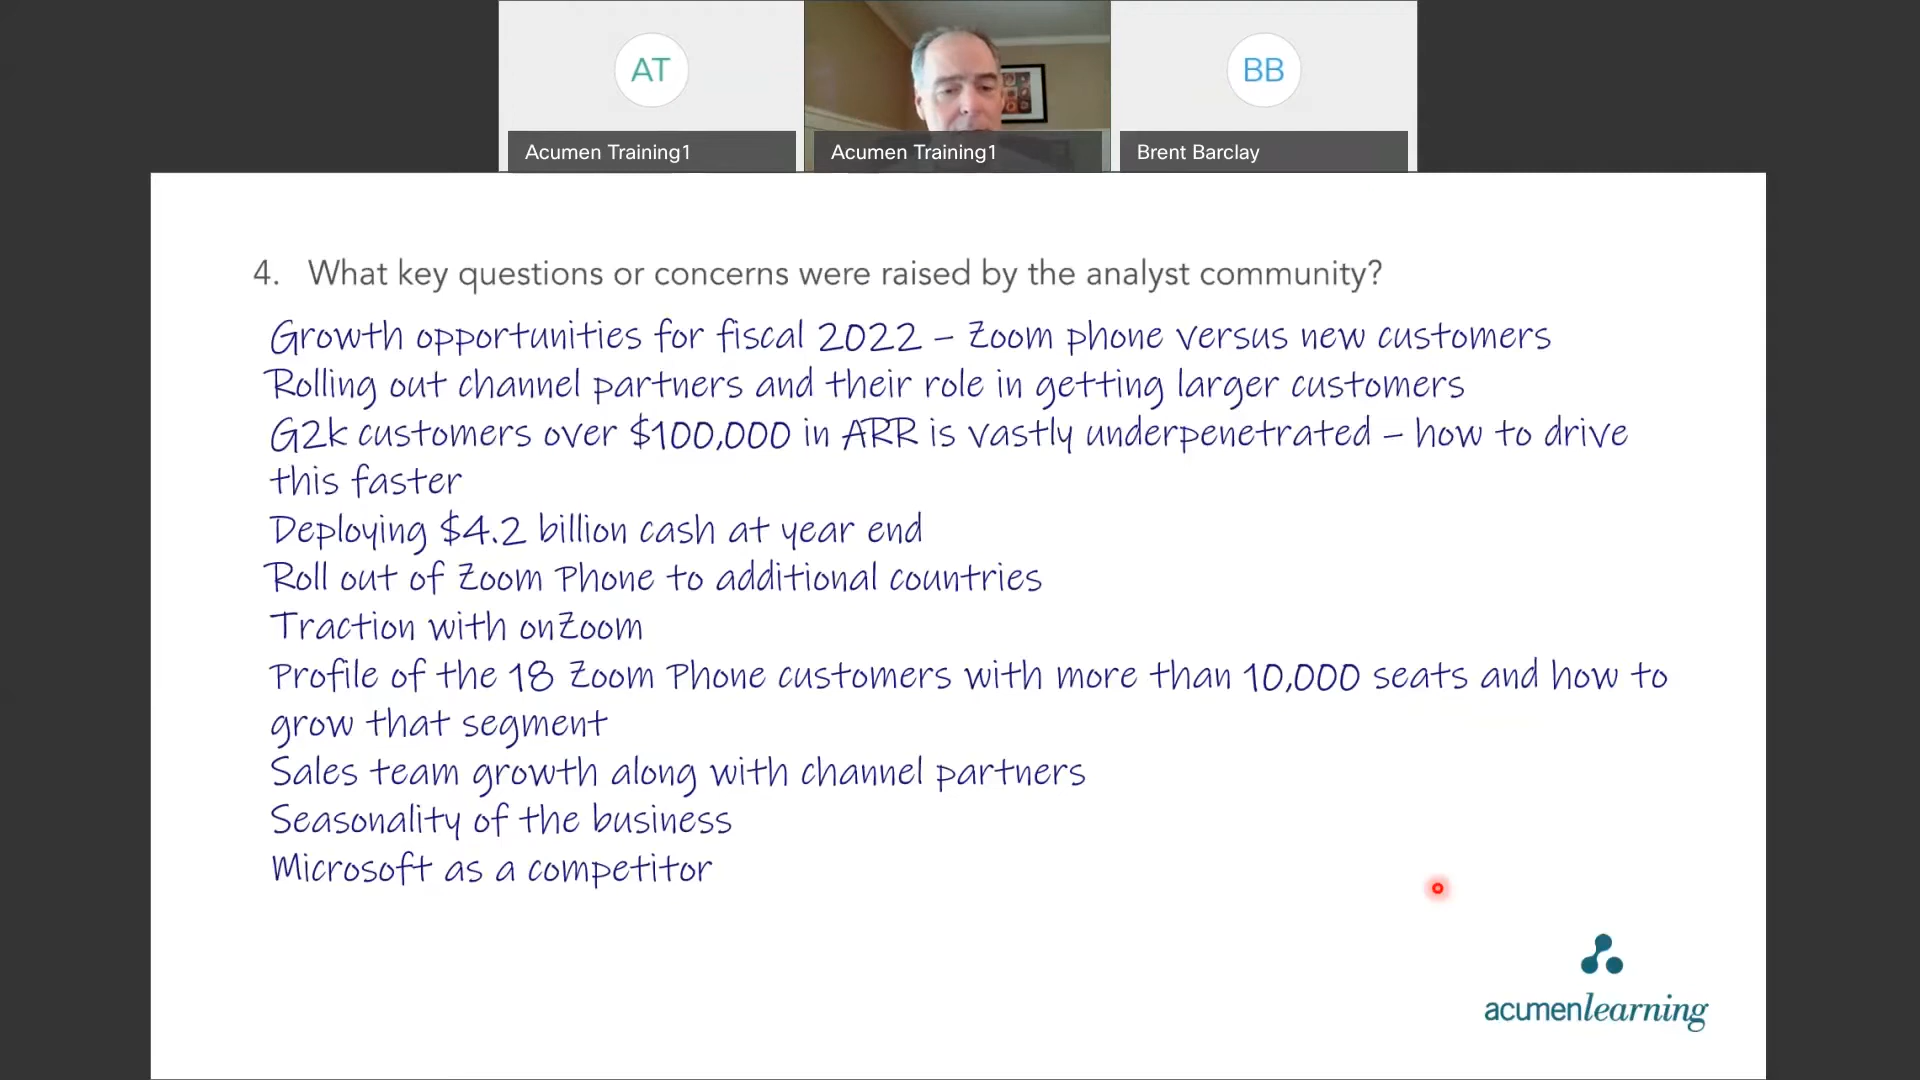 AT
BB
Acumen Training1
Acumen Training1
Brent Barclay
4. What key questions or concerns were raised by the analyst community?
Growth opportunities for fiscal 2022 – Zoom phone versus new customers
Rolling out channel partners and their role in getting larger customers
G2k customers over $100,000 in ARR is vastly underpenetrated – how to drive
this faster
Deploying $4.2 billion cash at year end
Roll out of Zoom Phone to additional countries
Traction with onZoom
Profile of the 18 Zoom Phone customers with more than 10,000 seats and how to
grow that segment
Sales team growth along with channel partners
Seasonality of the business
Microsoft as a competitor
acumenlearning